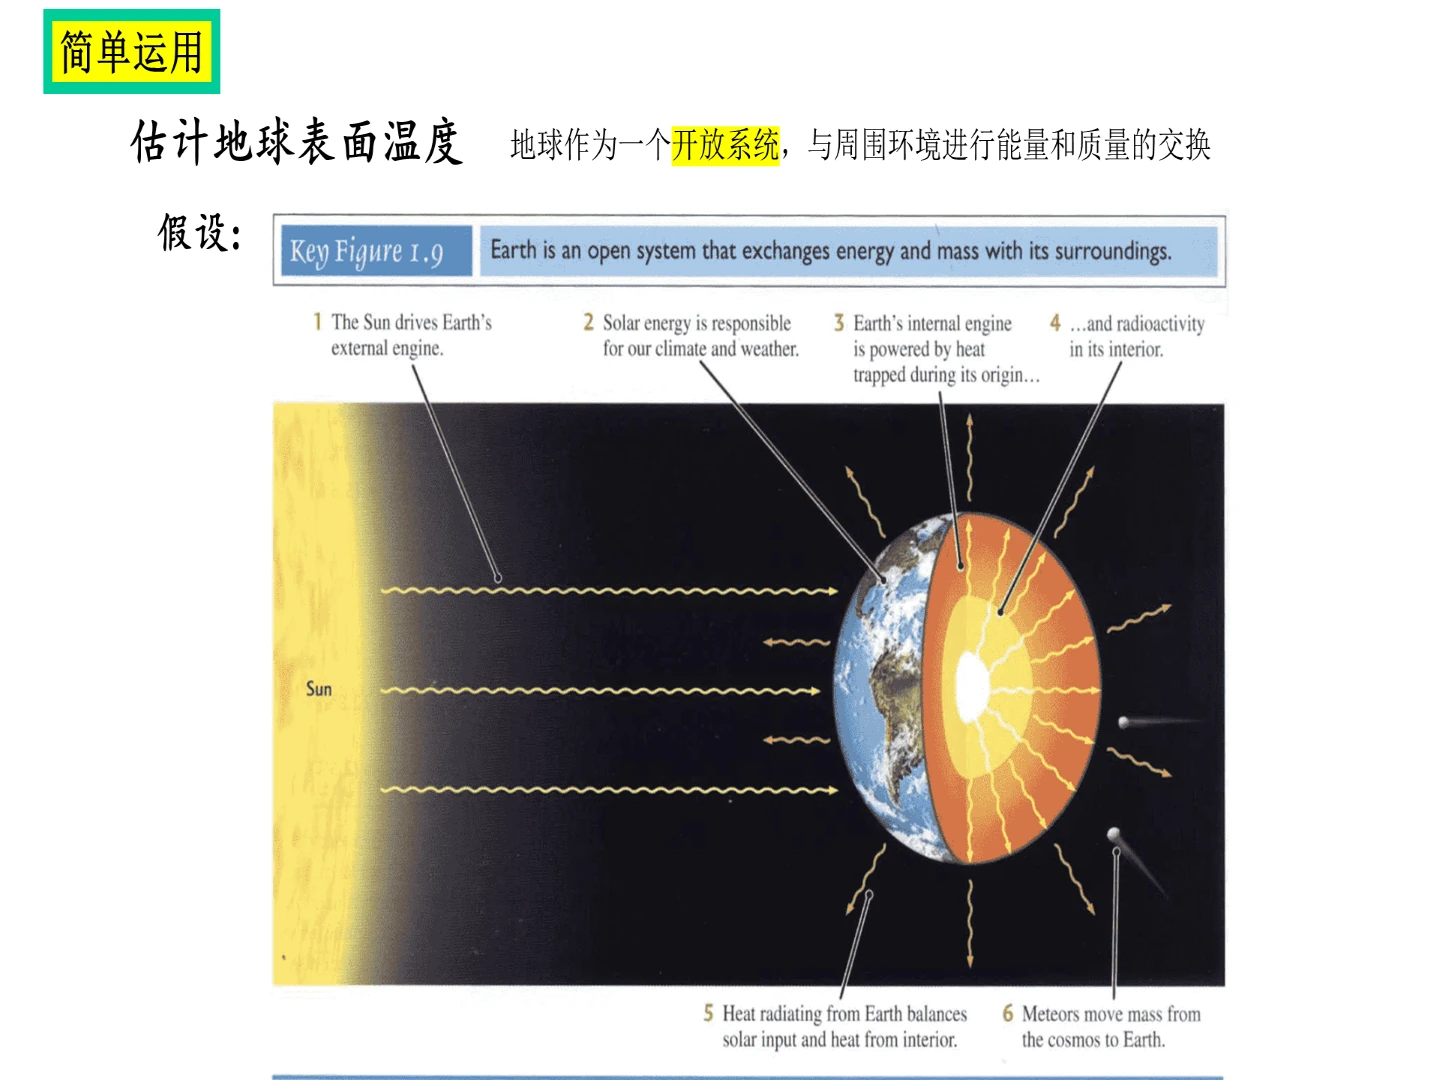 简单运用
估计地球表面温度 地球作为一个开放系统，与周围环境进行能量和质量的交换
假设：
Key Figure 1.9 Earth is an open system that exchanges energy and mass with its surroundings.
1 The Sun drives Earth's
external engine.
2 Solar energy is responsible
for our climate and weather.
3 Earth's internal engine
is powered by heat
trapped during its origin...
4 ...and radioactivity
in its interior.
Sun
5 Heat radiating from Earth balances
solar input and heat from interior.
6 Meteors move mass from
the cosmos to Earth.